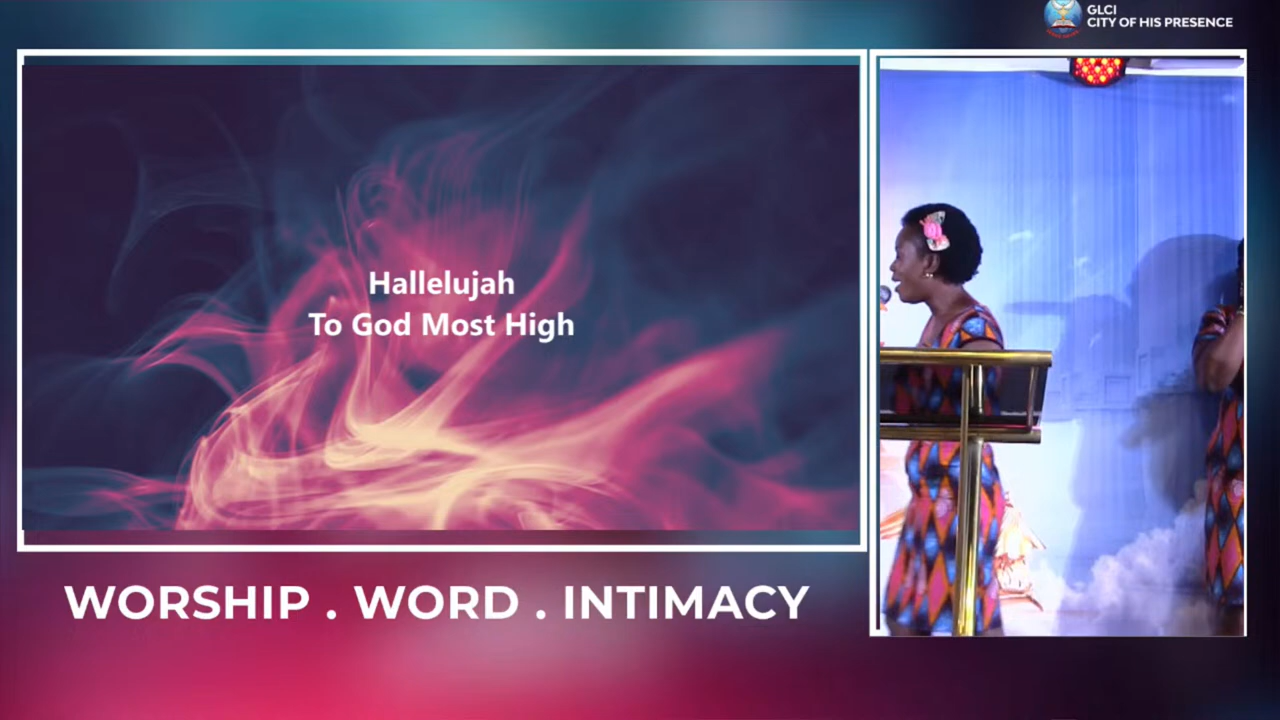 GLCI
CITY OF HIS PRESENCE
Hallelujah
To God Most High
WORSHIP . WORD . INTIMACY